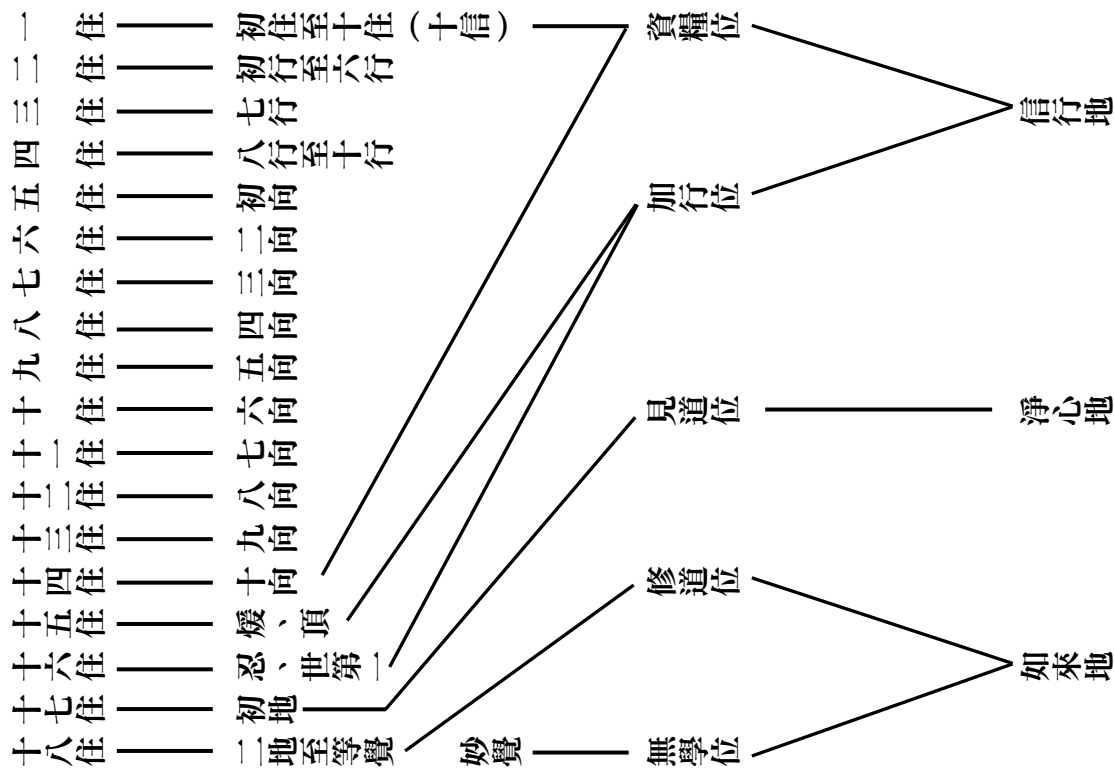 一住 初住至十住（十信） 資糧位 信行地
二住 初行至六行
三住 七行
四住 八行至十行
五住 初向 加行位
六住 二向
七住 三向
八住 四向
九住 五向
十住 六向 見道位 淨心地
十一住 七向
十二住 八向
十三住 九向
十四住 十向 修道位
十五住 煖、頂
十六住 忍、世第一 如來地
十七住 初地
十八住 二地至等覺 妙覺 無學位